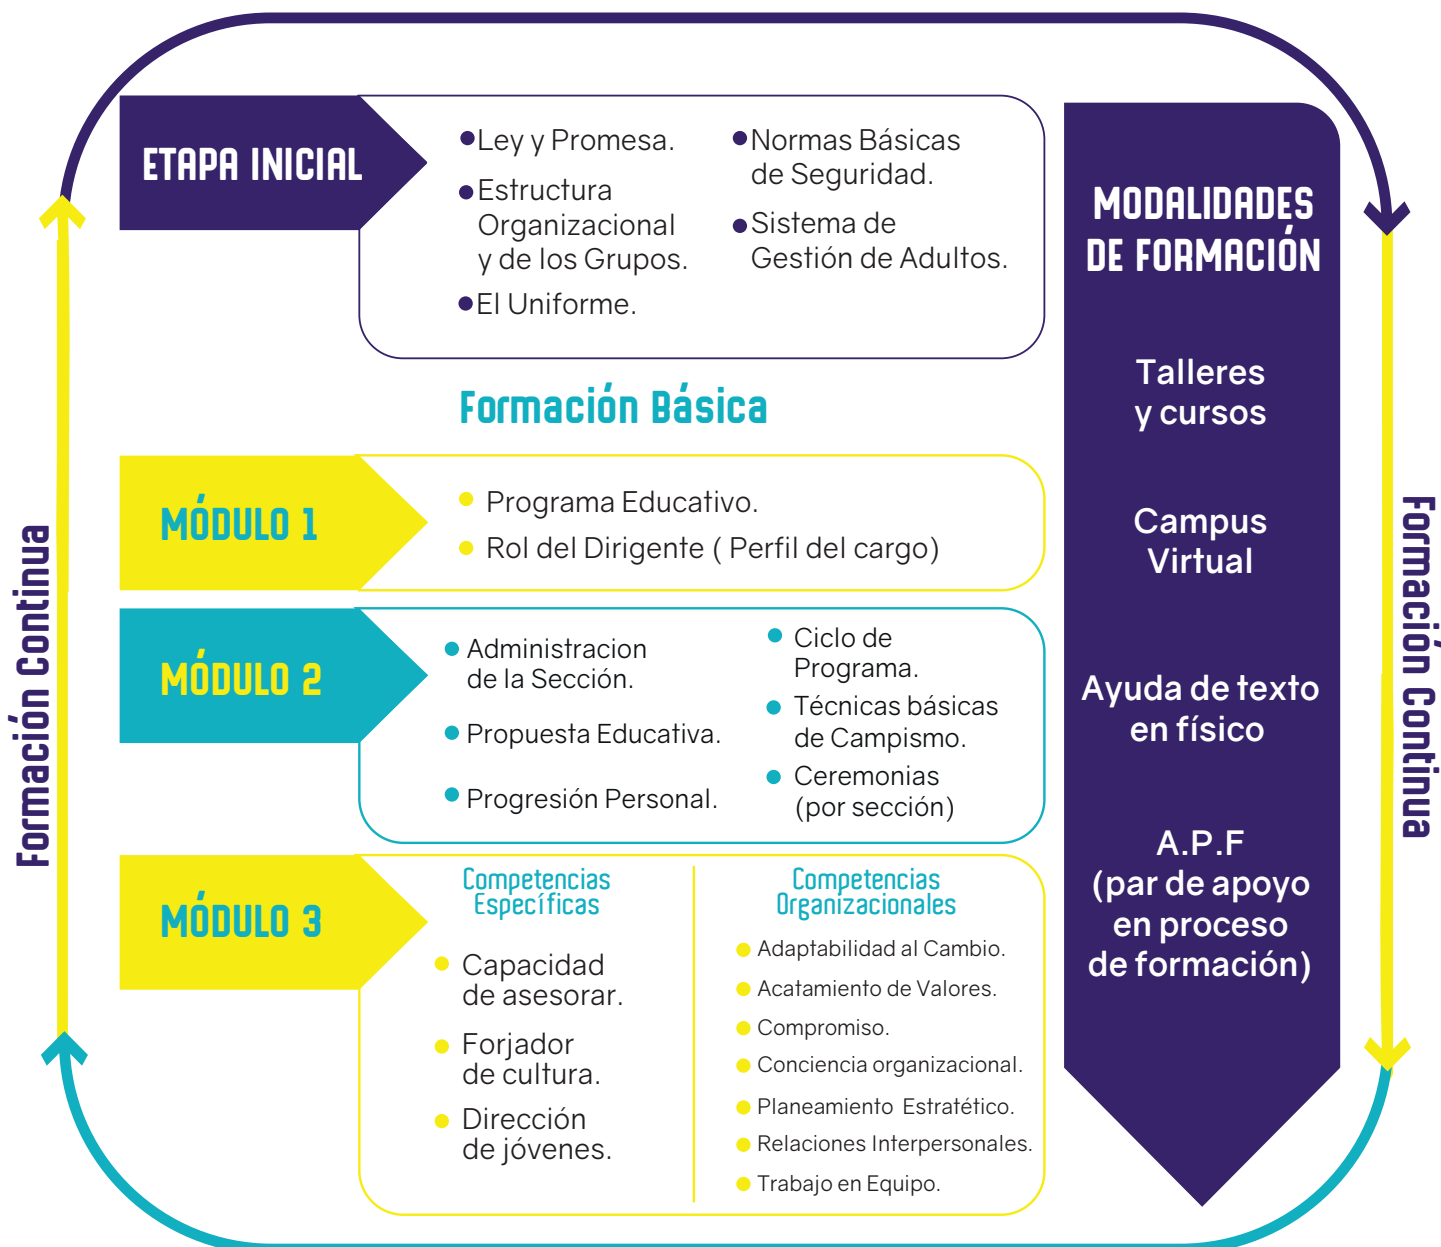 ETAPA INICIAL
Ley y Promesa.
Estructura
Organizacional
y de los Grupos.
El Uniforme.
Normas Básicas
de Seguridad.
Sistema de
Gestión de Adultos.
Formación Básica
MÓDULO 1
Programa Educativo.
Rol del Dirigente ( Perfil del cargo)
MÓDULO 2
Administracion
de la Sección.
Propuesta Educativa.
Progresión Personal.
Ciclo de
Programa.
Técnicas básicas
de Campismo.
Ceremonias
(por sección)
MÓDULO 3
Competencias
Específicas
Capacidad
de asesorar.
Forjador
de cultura.
Dirección
de jóvenes.
Competencias
Organizacionales
Adaptabilidad al Cambio.
Acatamiento de Valores.
Compromiso.
Conciencia organizacional.
Planeamiento Estratético.
Relaciones Interpersonales.
Trabajo en Equipo.
MODALIDADES
DE FORMACIÓN
Talleres
y cursos
Campus
Virtual
Ayuda de texto
en físico
A.P.F
(par de apoyo
en proceso
de formación)
Formación Continua
Formación Continua